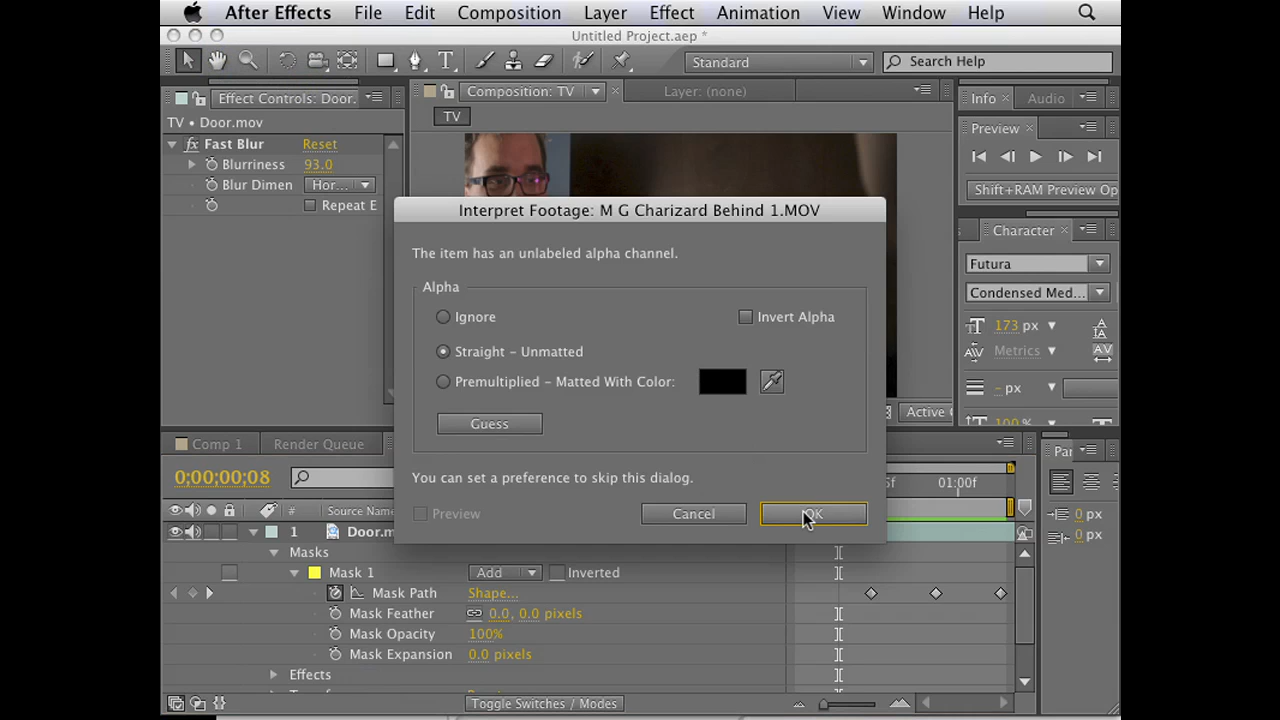 After Effects File Edit Composition Layer Effect Animation View Window Help
Untitled Project.aep *
Standard
Search Help
Effect Controls: Door.
Composition: TV
Layer: (none)
Info
Audio
TV • Door.mov
TV
Preview
Fast Blur Reset
Blurriness 93.0
Blur Dimen Hor...
Repeat E
Shift+RAM Preview Op
Character
Futura
Condensed Med...
173 px
Metrics
- px
100 %
Interpret Footage: M G Charizard Behind 1.MOV
The item has an unlabeled alpha channel.
Alpha
Ignore
Invert Alpha
Straight – Unmatted
Premultiplied – Matted With Color:
Guess
You can set a preference to skip this dialog.
Preview
Cancel
OK
Active C
Comp 1
Render Queue
Par
0;00;00;08
5f
01:00f
# Source Name
0 px
0 px
1 Door.m
Masks
Mask 1 Add Inverted
Mask Path Shape...
Mask Feather 0.0, 0.0 pixels
Mask Opacity 100%
Mask Expansion 0.0 pixels
Effects
Toggle Switches / Modes